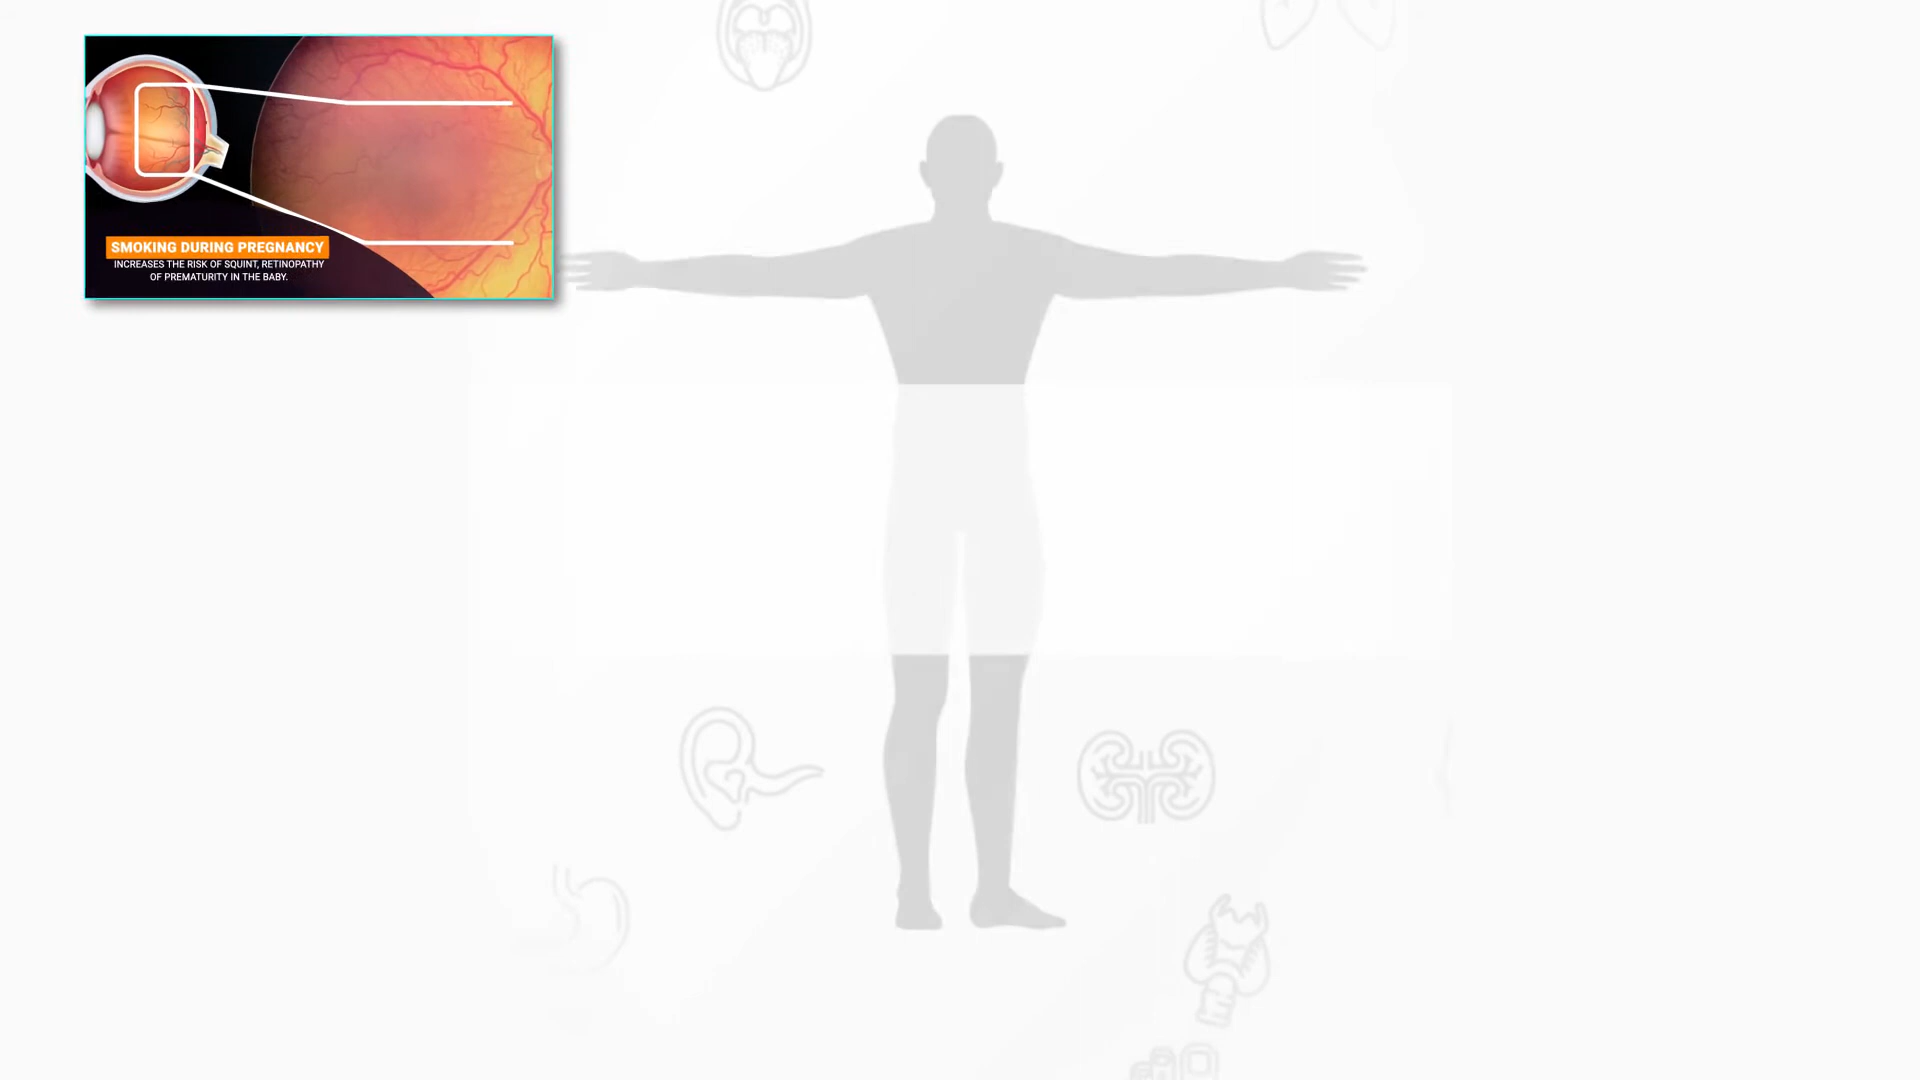 SMOKING DURING PREGNANCY
INCREASES THE RISK OF SQUINT, RETINOPATHY
OF PREMATURITY IN THE BABY.